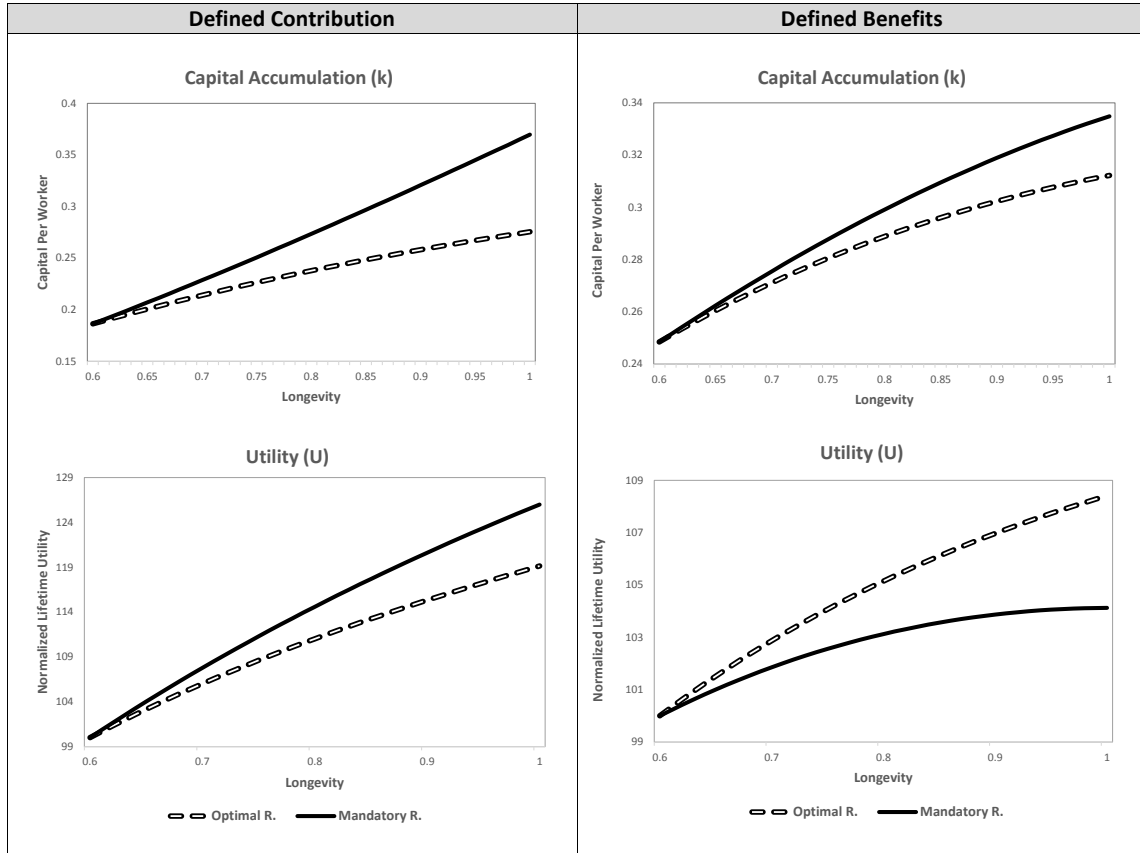 Defined Contribution
Defined Benefits
Capital Accumulation (k)
Capital Per Worker
0.4
0.35
0.3
0.25
0.2
0.15
0.6 0.65 0.7 0.75 0.8 0.85 0.9 0.95 1
Longevity
Capital Accumulation (k)
Capital Per Worker
0.34
0.32
0.3
0.28
0.26
0.24
0.6 0.65 0.7 0.75 0.8 0.85 0.9 0.95 1
Longevity
Utility (U)
Normalized Lifetime Utility
129
124
119
114
109
104
99
0.6 0.7 0.8 0.9 1
Longevity
Optimal R. Mandatory R.
Utility (U)
Normalized Lifetime Utility
109
107
105
103
101
99
0.6 0.7 0.8 0.9 1
Longevity
Optimal R. Mandatory R.